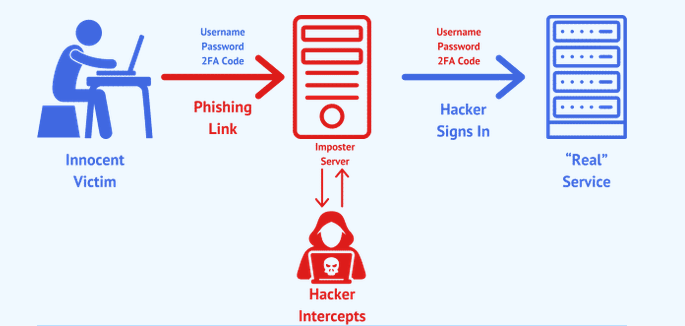 Username
Password
2FA Code
Phishing
Link
Innocent
Victim
Imposter
Server
Hacker
Intercepts
Username
Password
2FA Code
Hacker
Signs In
“Real”
Service